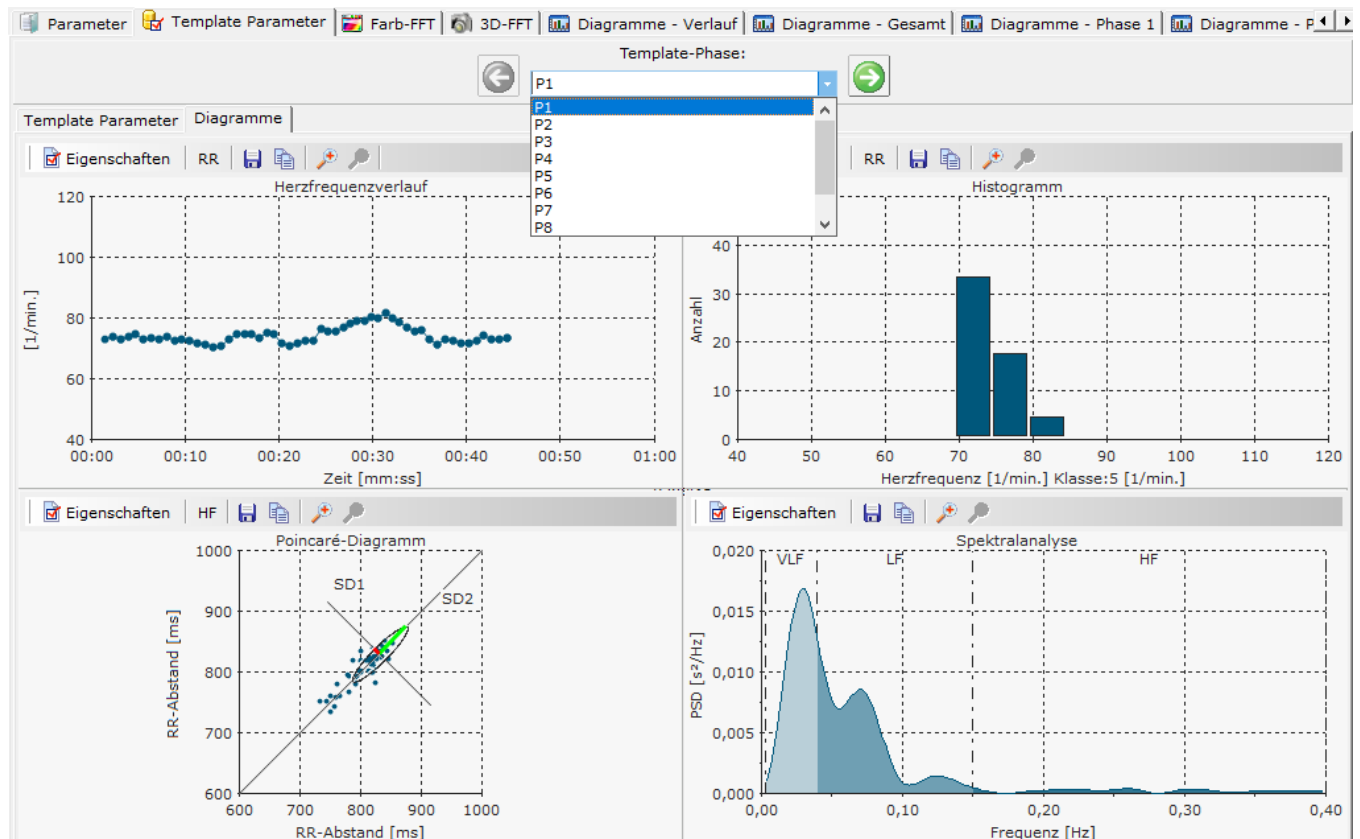 Parameter Template Parameter Farb-FFT 3D-FFT Diagramme - Verlauf Diagramme - Gesamt Diagramme - Phase 1 Diagramme - P
Template-Phase:
P1
P1
P2
P3
P4
P5
P6
P7
P8
Template Parameter Diagramme
Eigenschaften RR
Herzfrequenzverlauf
120
100
80
60
40
[1/min.]
00:00 00:10 00:20 00:30 00:40 00:50 01:00
Zeit [mm:ss]
RR
Histogramm
40
30
20
10
0
Anzahl
40 50 60 70 80 90 100 110 120
Herzfrequenz [1/min.] Klasse:5 [1/min.]
Eigenschaften HF
Poincaré-Diagramm
1000
900
800
700
600
RR-Abstand [ms]
SD1
SD2
600 700 800 900 1000
RR-Abstand [ms]
Eigenschaften
Spektralanalyse
0,020
0,015
0,010
0,005
0,000
PSD [s²/Hz]
VLF LF HF
0,00 0,10 0,20 0,30 0,40
Frequenz [Hz]